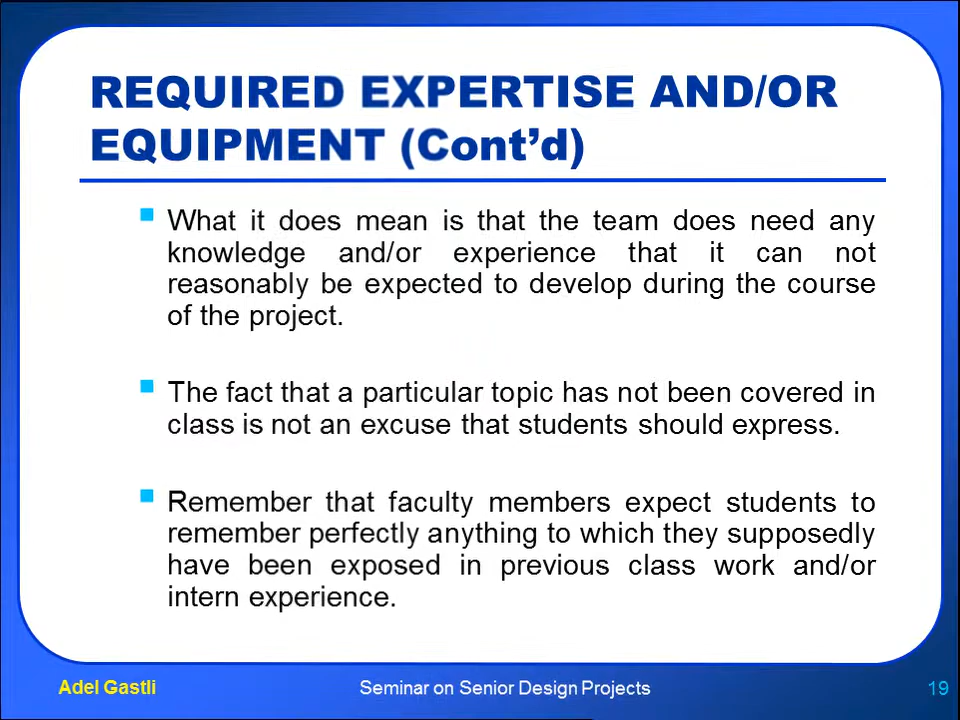 REQUIRED EXPERTISE AND/OR
EQUIPMENT (Cont’d)
What it does mean is that the team does need any
knowledge and/or experience that it can not
reasonably be expected to develop during the course
of the project.
The fact that a particular topic has not been covered in
class is not an excuse that students should express.
Remember that faculty members expect students to
remember perfectly anything to which they supposedly
have been exposed in previous class work and/or
intern experience.
Adel Gastli
Seminar on Senior Design Projects
19